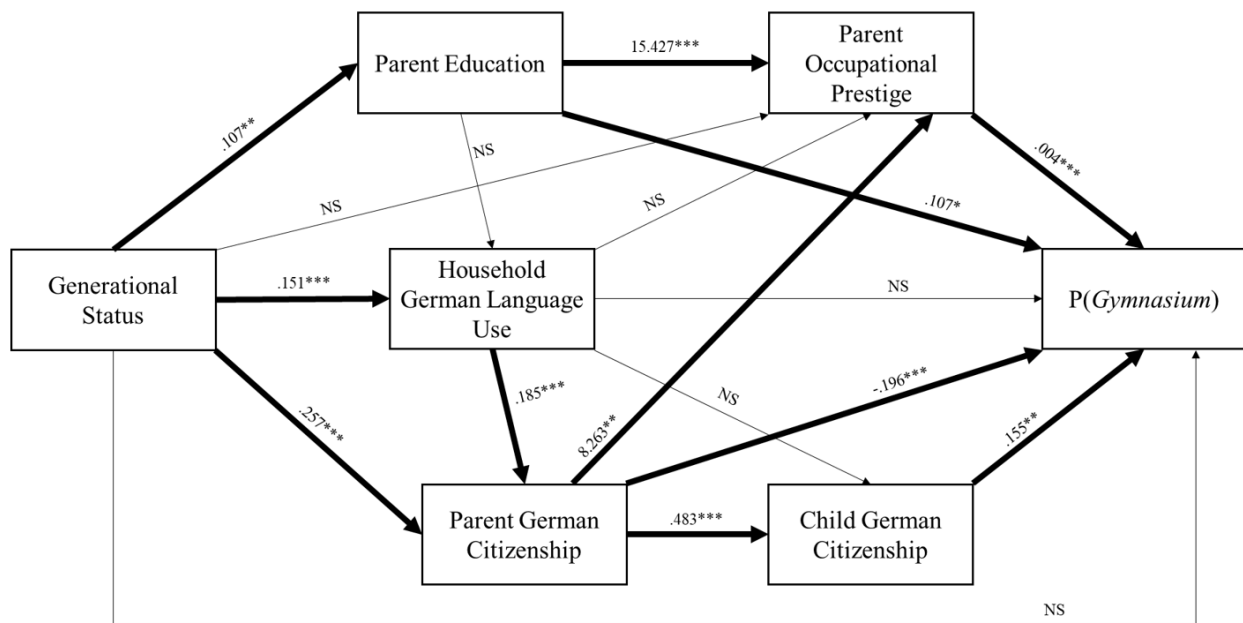 Parent Education
15.427***
Parent
Occupational
Prestige
.107**
NS
NS
NS
.107*
.004***
Generational
Status
.151***
Household
German Language
Use
NS
P(Gymnasium)
.257***
.185***
8.263**
NS
-.196***
.155**
Parent German
Citizenship
.483***
Child German
Citizenship
NS